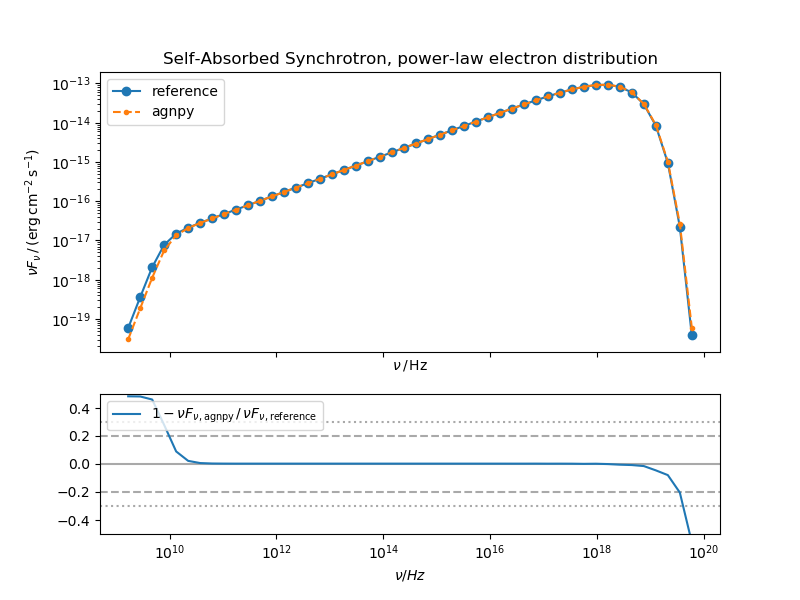 Self-Absorbed Synchrotron, power-law electron distribution
reference
agnpy
10⁻¹³
10⁻¹⁴
10⁻¹⁵
10⁻¹⁶
10⁻¹⁷
10⁻¹⁸
10⁻¹⁹
νFν / (erg cm⁻² s⁻¹)
ν / Hz
1 − νFν, agnpy / νFν, reference
0.4
0.2
0.0
−0.2
−0.4
10¹⁰ 10¹² 10¹⁴ 10¹⁶ 10¹⁸ 10²⁰
ν/Hz